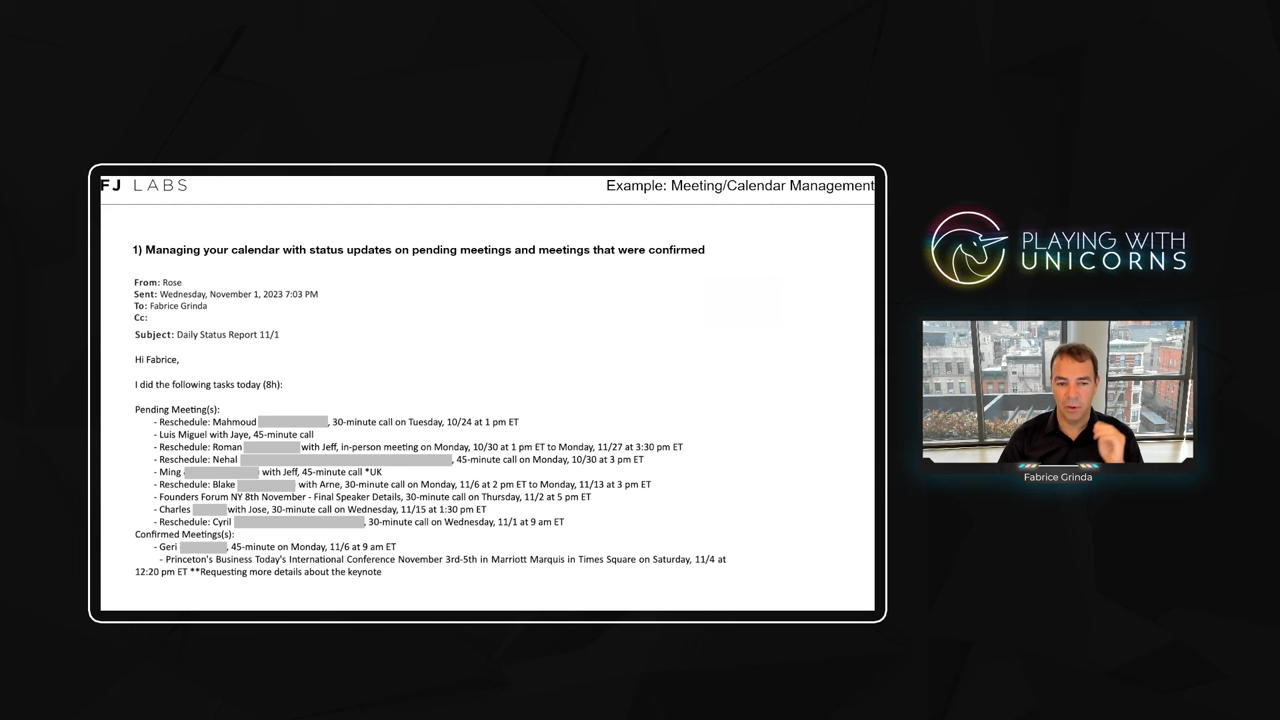 FJ LABS
Example: Meeting/Calendar Management
1) Managing your calendar with status updates on pending meetings and meetings that were confirmed
From: Rose
Sent: Wednesday, November 1, 2023 7:03 PM
To: Fabrice Grinda
Cc:
Subject: Daily Status Report 11/1
Hi Fabrice,
I did the following tasks today (8h):
Pending Meeting(s):
- Reschedule: Mahmoud , 30-minute call on Tuesday, 10/24 at 1 pm ET
- Luis Miguel with Jaye, 45-minute call
- Reschedule: Roman with Jeff, in-person meeting on Monday, 10/30 at 1 pm ET to Monday, 11/27 at 3:30 pm ET
- Reschedule: Nehal , 45-minute call on Monday, 10/30 at 3 pm ET
- Ming with Jeff, 45-minute call *UK
- Reschedule: Blake with Arne, 30-minute call on Monday, 11/6 at 2 pm ET to Monday, 11/13 at 3 pm ET
- Founders Forum NY 8th November - Final Speaker Details, 30-minute call on Thursday, 11/2 at 5 pm ET
- Charles with Jose, 30-minute call on Wednesday, 11/15 at 1:30 pm ET
- Reschedule: Cyril , 30-minute call on Wednesday, 11/1 at 9 am ET
Confirmed Meetings(s):
- Geri , 45-minute on Monday, 11/6 at 9 am ET
- Princeton's Business Today's International Conference November 3rd-5th in Marriott Marquis in Times Square on Saturday, 11/4 at
12:20 pm ET **Requesting more details about the keynote
PLAYING WITH
UNICORNS
Fabrice Grinda